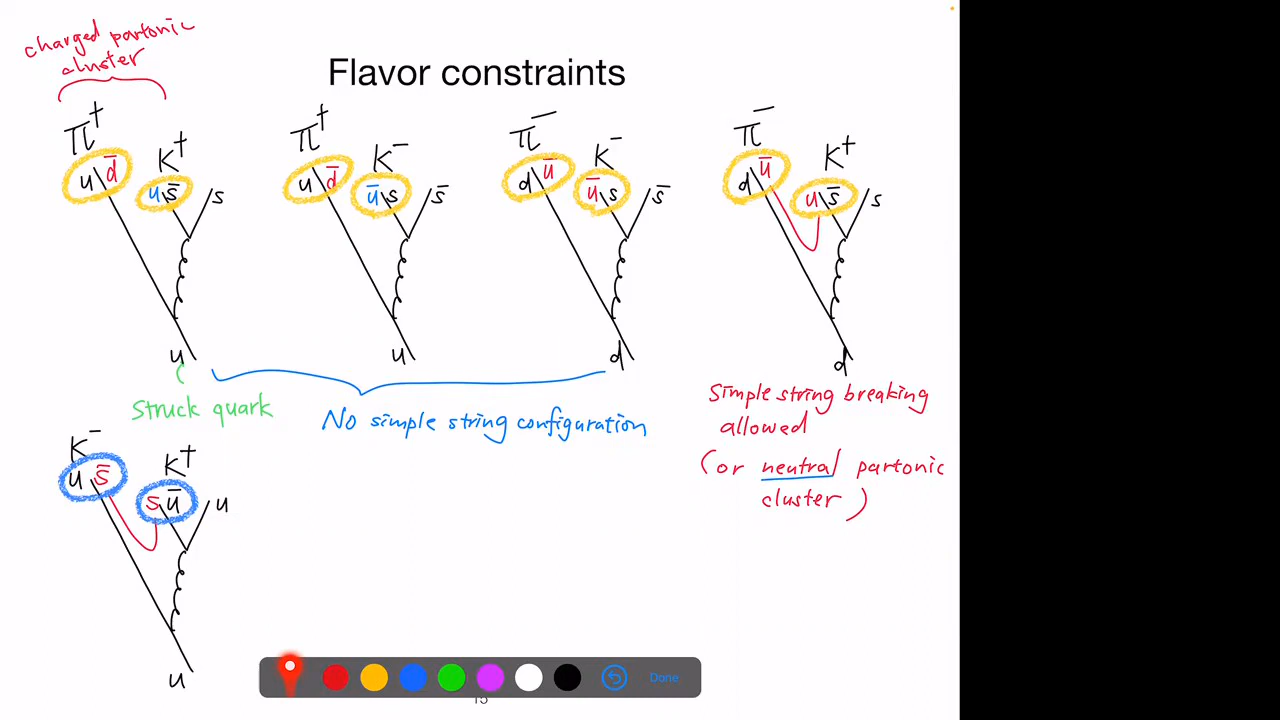 charged partonic
cluster
Flavor constraints
π⁺ K⁺
u d̄ u s̄ s
u
π⁺ K⁻
u d̄ ū s s̄
u
π⁻ K⁻
d ū ū s s̄
d
π⁻ K⁺
d ū u s̄ s
d
Struck quark
No simple string configuration
Simple string breaking
allowed
(or neutral partonic
cluster)
K⁻ K⁺
u s̄ s ū u
u
Done
15